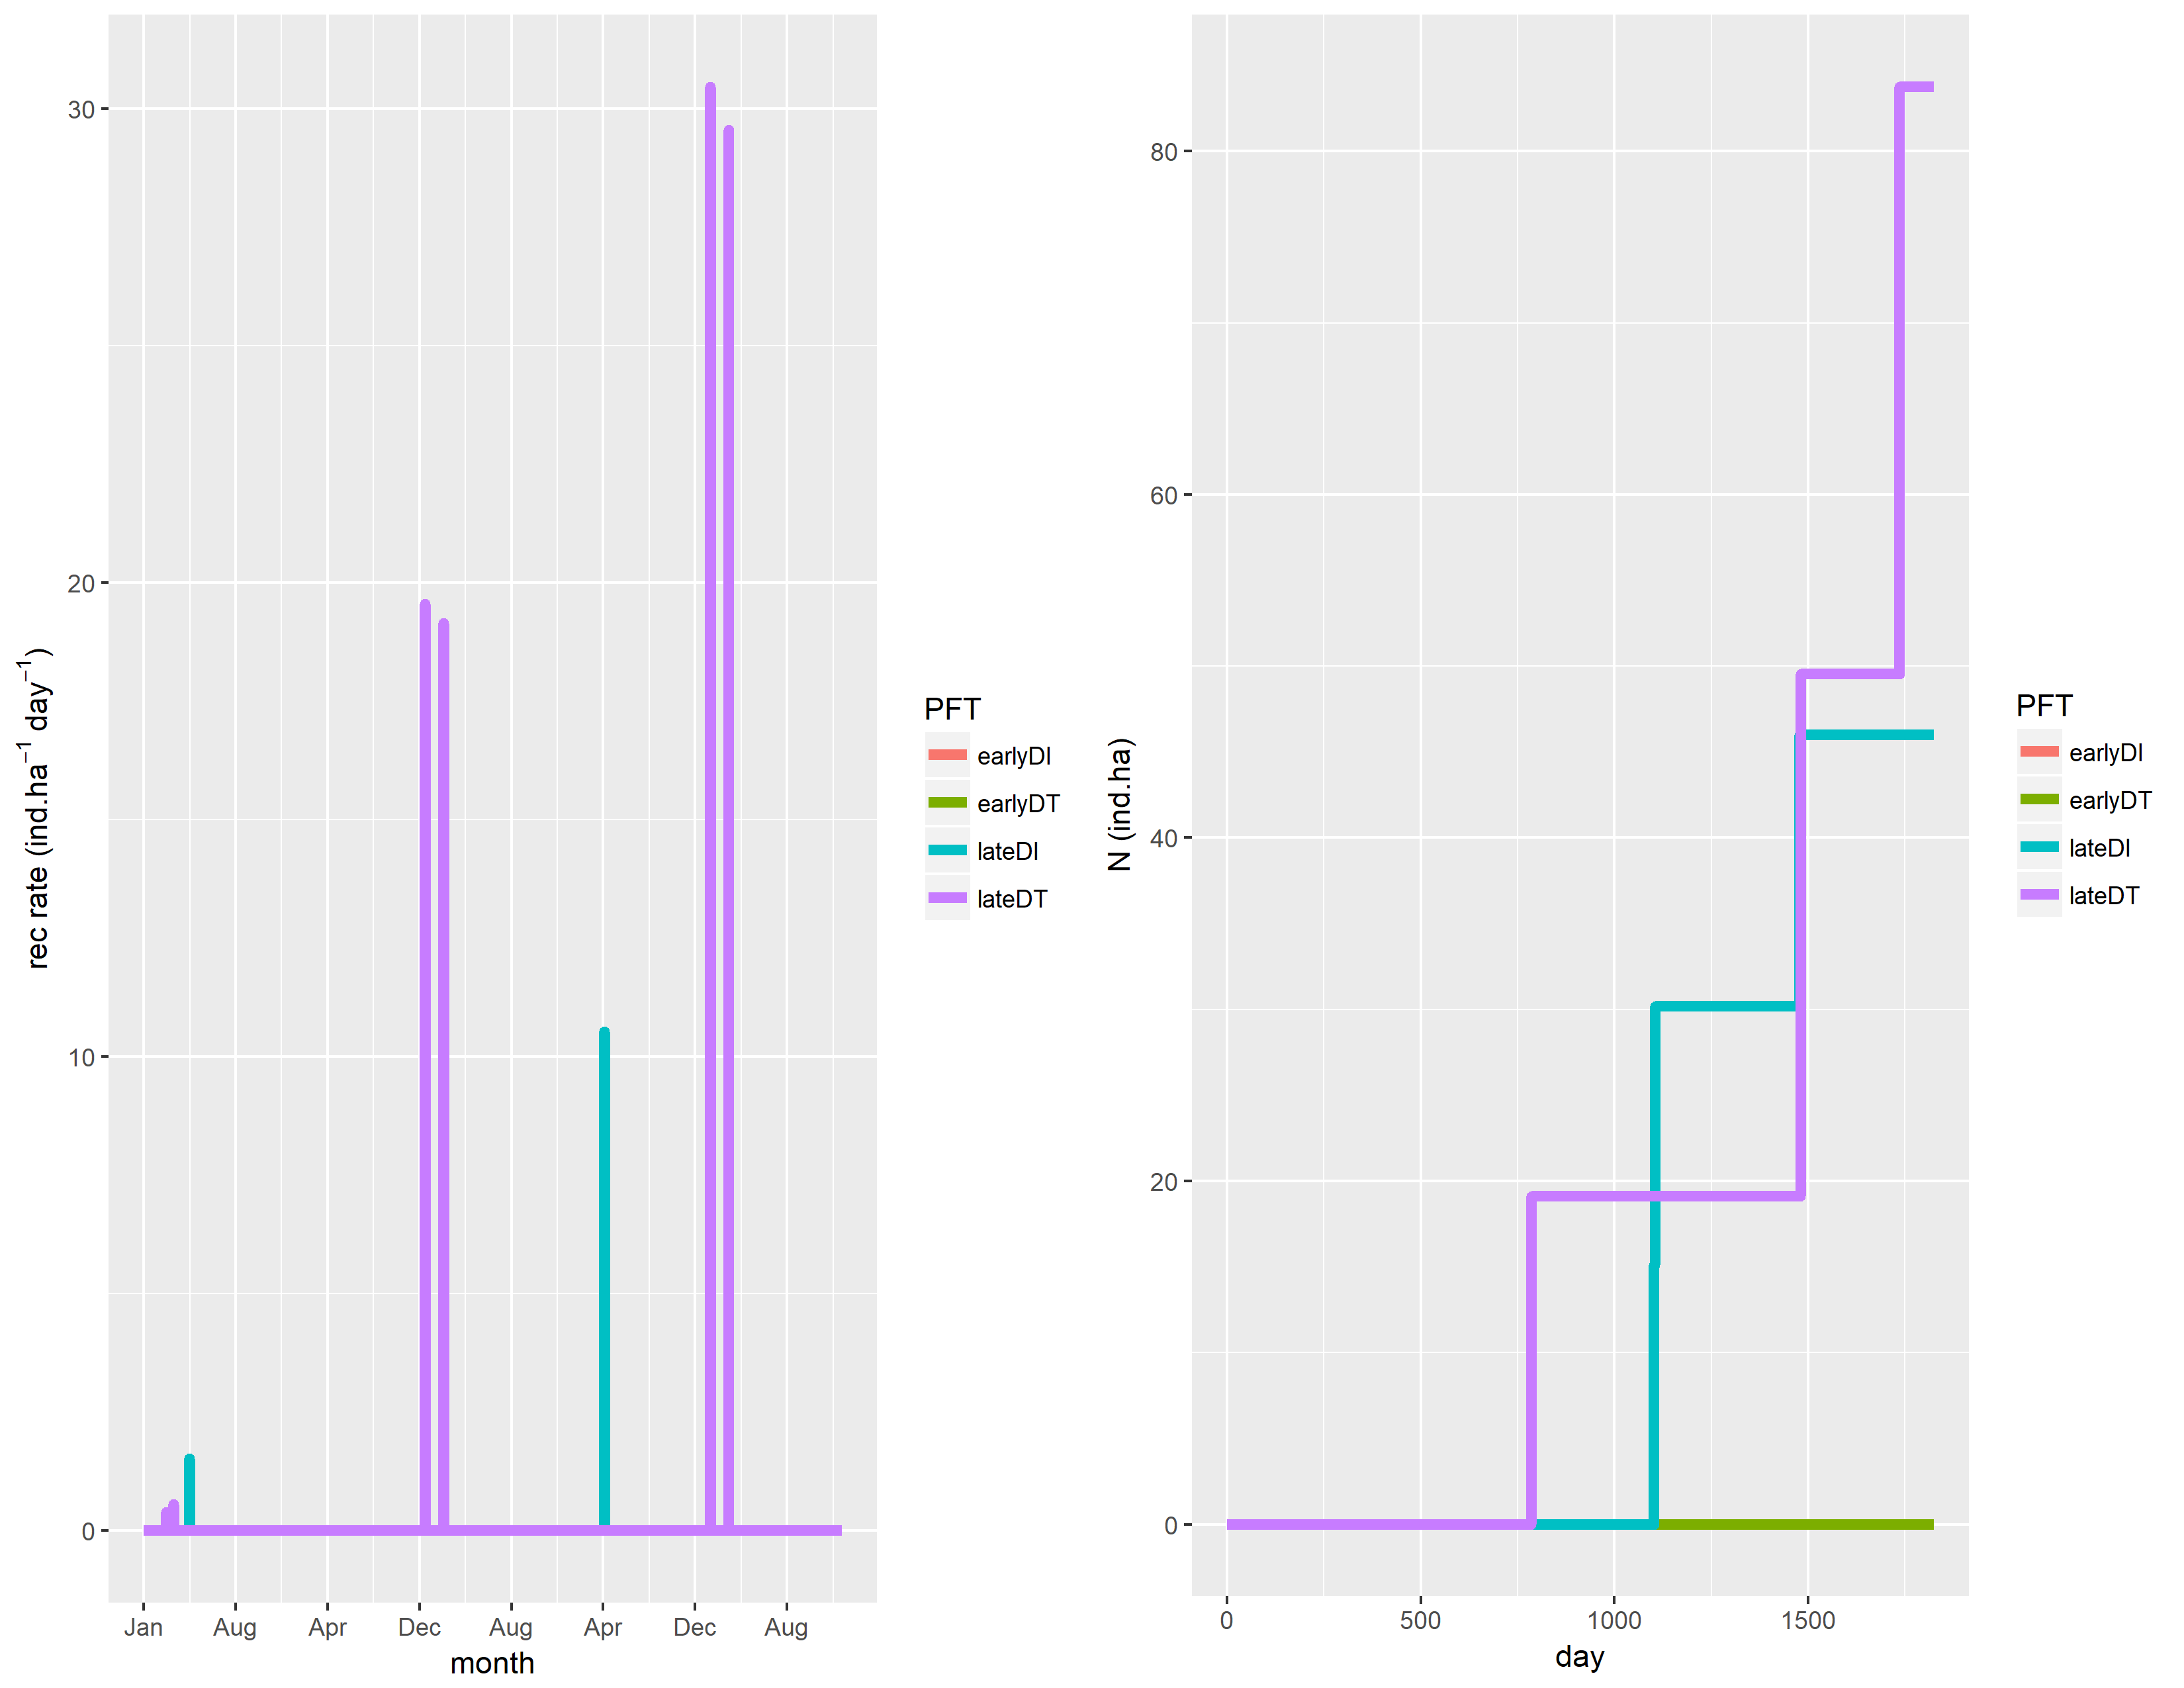 rec rate (ind.ha⁻¹ day⁻¹)
30
20
10
0
Jan Aug Apr Dec Aug Apr Dec Aug
month
PFT
earlyDI
earlyDT
lateDI
lateDT
N (ind.ha)
80
60
40
20
0
0 500 1000 1500
day
PFT
earlyDI
earlyDT
lateDI
lateDT